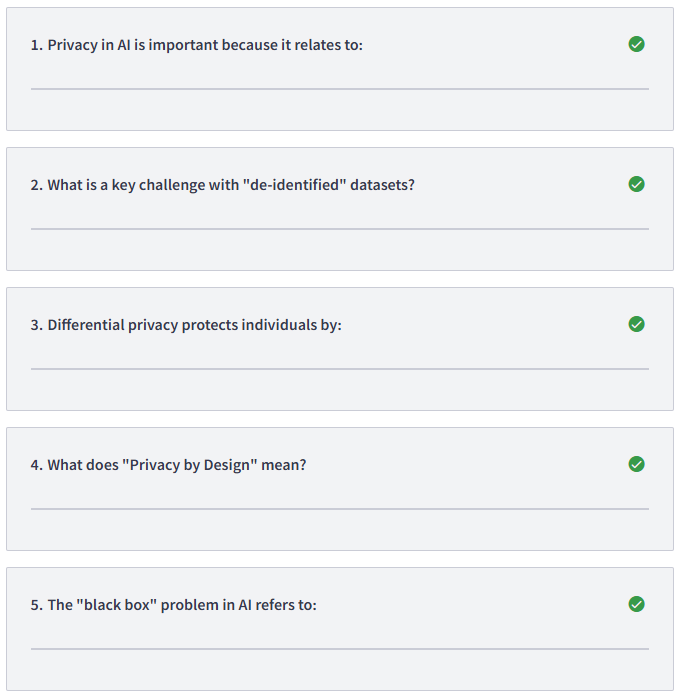 1. Privacy in AI is important because it relates to:
2. What is a key challenge with "de-identified" datasets?
3. Differential privacy protects individuals by:
4. What does "Privacy by Design" mean?
5. The "black box" problem in AI refers to: